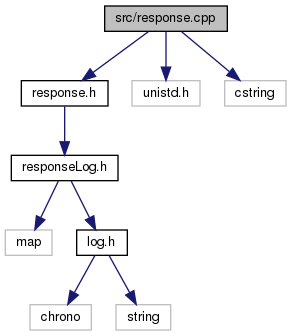 src/response.cpp
response.h
unistd.h
cstring
responseLog.h
map
log.h
chrono
string